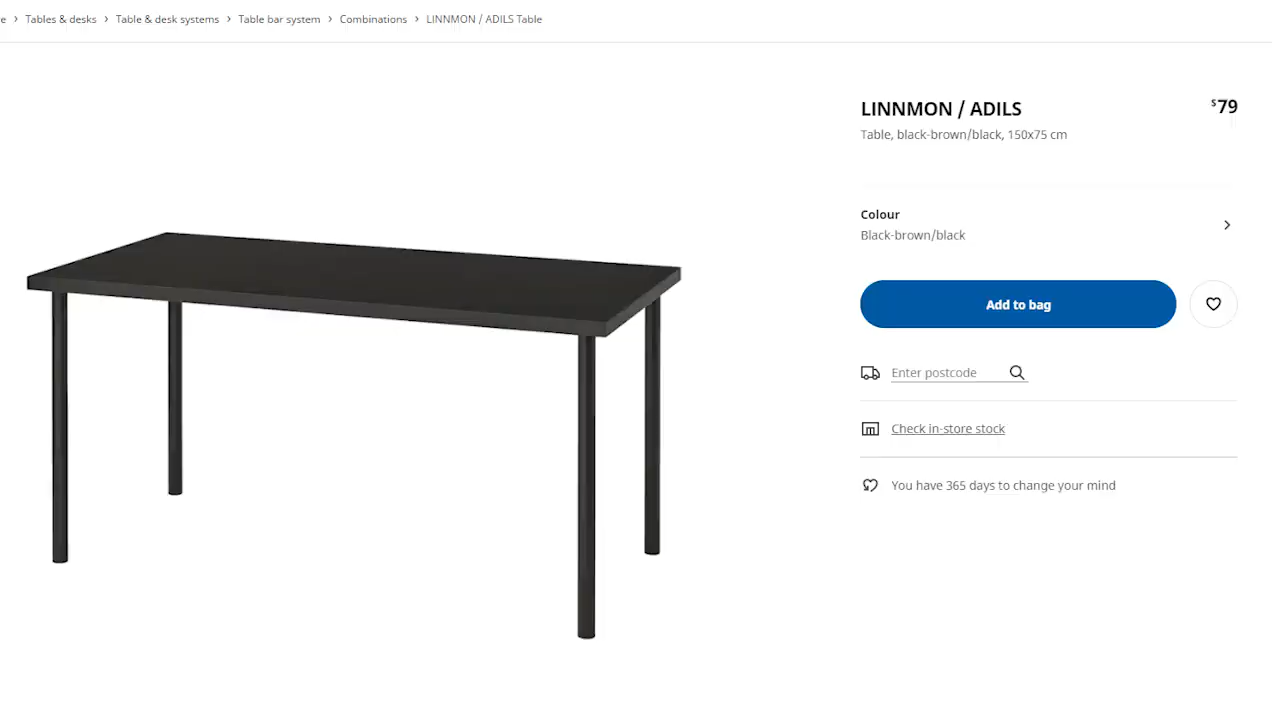 Tables & desks > Table & desk systems > Table bar system > Combinations > LINNMON / ADILS Table
LINNMON / ADILS
$79
Table, black-brown/black, 150x75 cm
Colour
Black-brown/black
Add to bag
Enter postcode
Check in-store stock
You have 365 days to change your mind